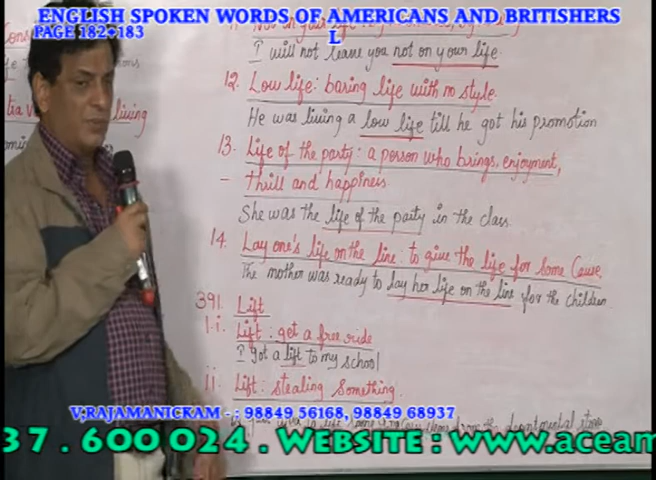 ENGLISH SPOKEN WORDS OF AMERICANS AND BRITISHERS
PAGE 182-183
L
I will not leave you not on your life.
12. Low life: boring life with no style.
He was living a low life till he got his promotion
13. Life of the party: a person who brings, enjoyment,
- Thrill and happiness.
She was the life of the party in the class.
14. Lay one's life on the line: to give the life for some Cause.
The mother was ready to lay her life on the line for the children
living
391. Lift
1. i. Lift: get a free ride
I got a lift to my school
ii. Lift: stealing Something.
V;RAJAMANICKAM -: 98849 56168, 98849 68937
37. 600 024. WEBSITE: www.aceam